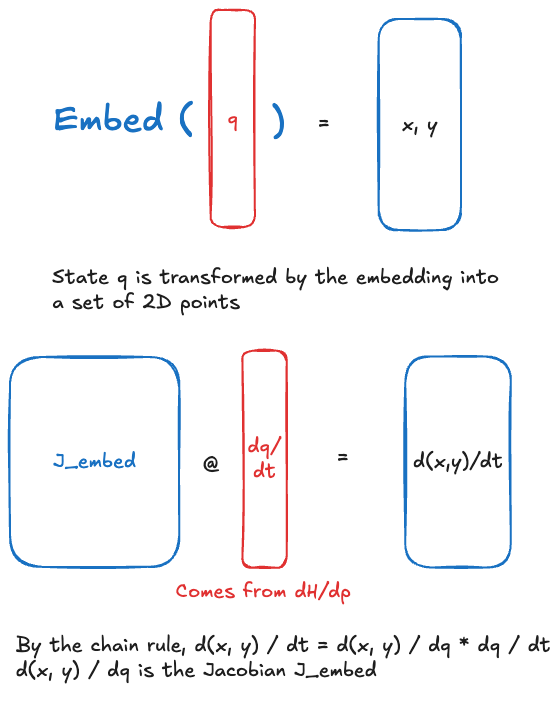 Embed ( q ) = x, y
State q is transformed by the embedding into
a set of 2D points
J_embed @ dq/ = d(x,y)/dt
dt
Comes from dH/dp
By the chain rule, d(x, y) / dt = d(x, y) / dq * dq / dt
d(x, y) / dq is the Jacobian J_embed